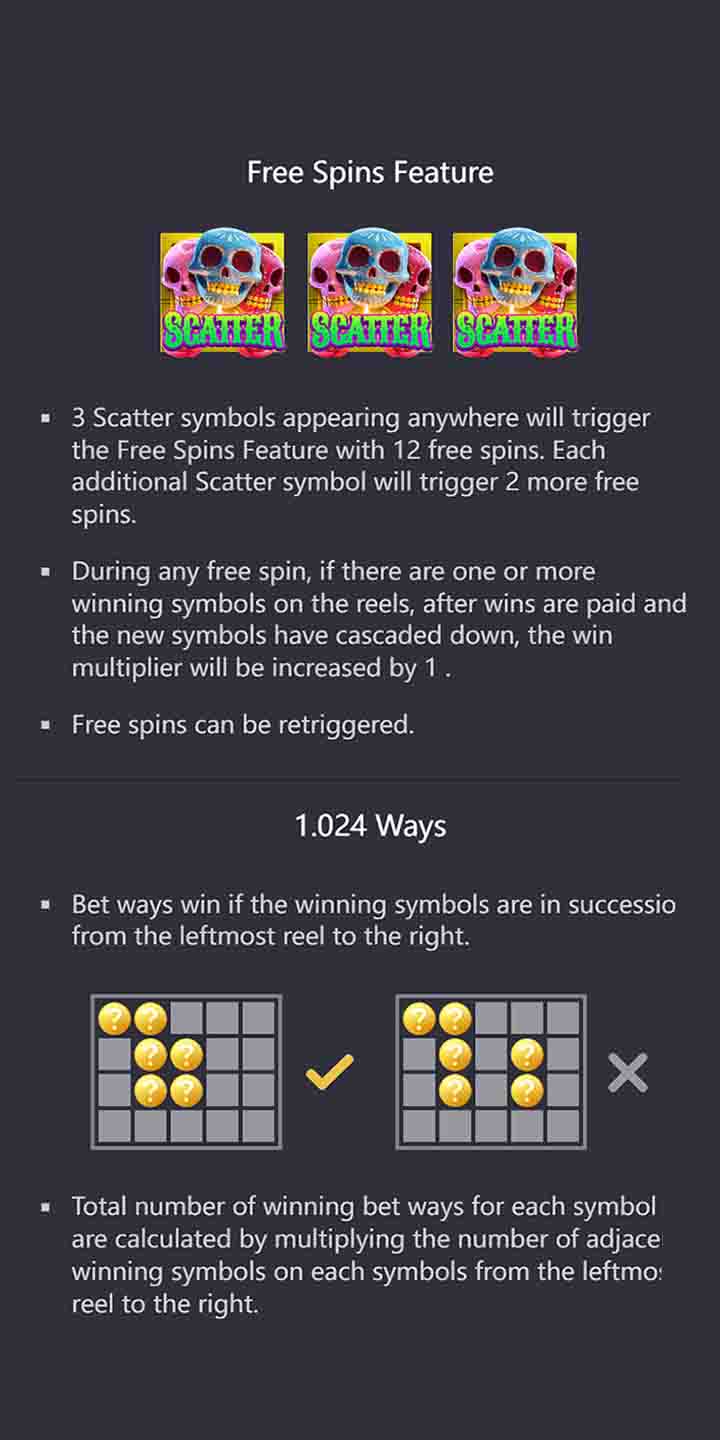 Free Spins Feature
SCATTER SCATTER SCATTER
▪ 3 Scatter symbols appearing anywhere will trigger
the Free Spins Feature with 12 free spins. Each
additional Scatter symbol will trigger 2 more free
spins.
▪ During any free spin, if there are one or more
winning symbols on the reels, after wins are paid and
the new symbols have cascaded down, the win
multiplier will be increased by 1 .
▪ Free spins can be retriggered.
1.024 Ways
▪ Bet ways win if the winning symbols are in successio
from the leftmost reel to the right.
? ? ? ?
? ? ? ?
? ? ? ?
▪ Total number of winning bet ways for each symbol
are calculated by multiplying the number of adjace
winning symbols on each symbols from the leftmo
reel to the right.